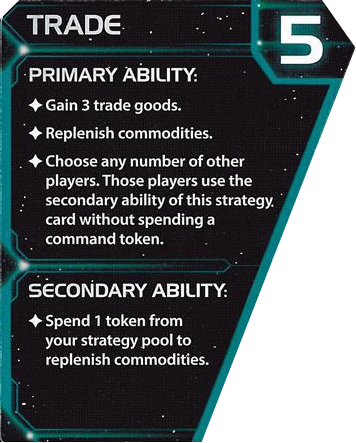 TRADE
5
PRIMARY ABILITY:
Gain 3 trade goods.
Replenish commodities.
Choose any number of other
players. Those players use the
secondary ability of this strategy
card without spending a
command token.
SECONDARY ABILITY:
Spend 1 token from
your strategy pool to
replenish commodities.